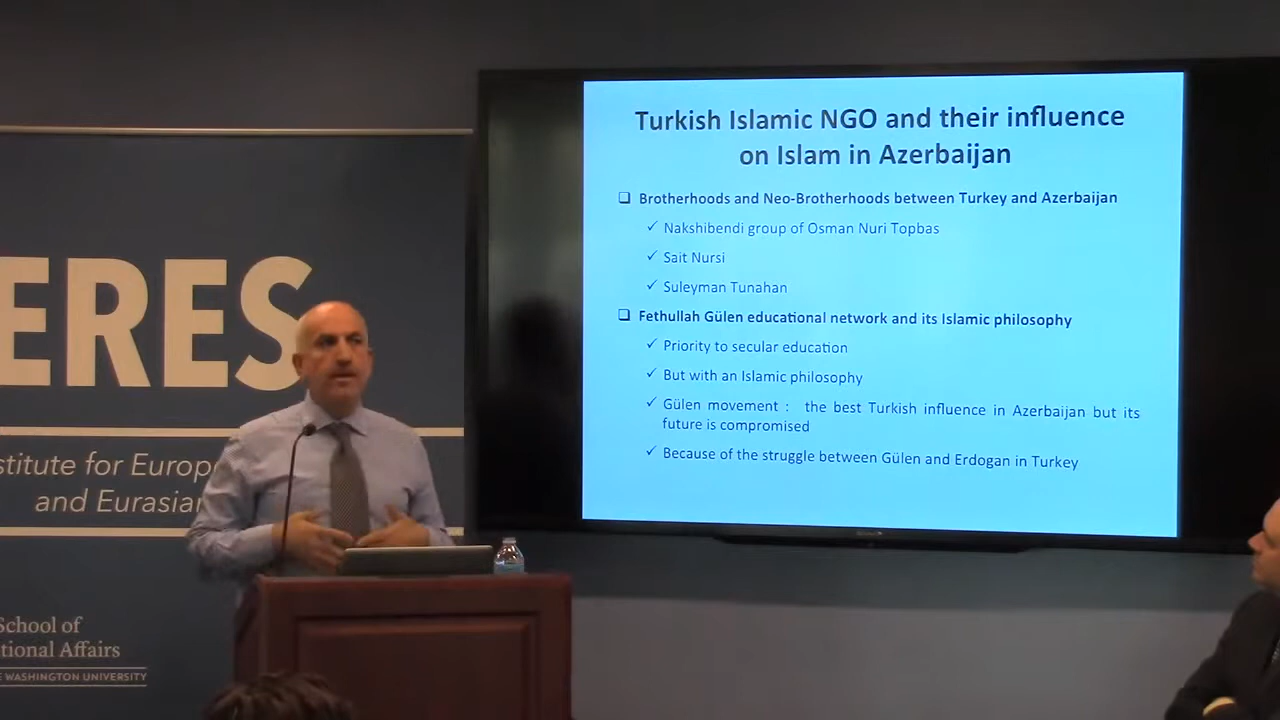 ERES
stitute for Europe
and Eurasian
School of
tional Affairs
WASHINGTON UNIVERSITY
Turkish Islamic NGO and their influence
on Islam in Azerbaijan
❑ Brotherhoods and Neo-Brotherhoods between Turkey and Azerbaijan
✓ Nakshibendi group of Osman Nuri Topbas
✓ Sait Nursi
✓ Suleyman Tunahan
❑ Fethullah Gülen educational network and its Islamic philosophy
✓ Priority to secular education
✓ But with an Islamic philosophy
✓ Gülen movement : the best Turkish influence in Azerbaijan but its
future is compromised
✓ Because of the struggle between Gülen and Erdogan in Turkey